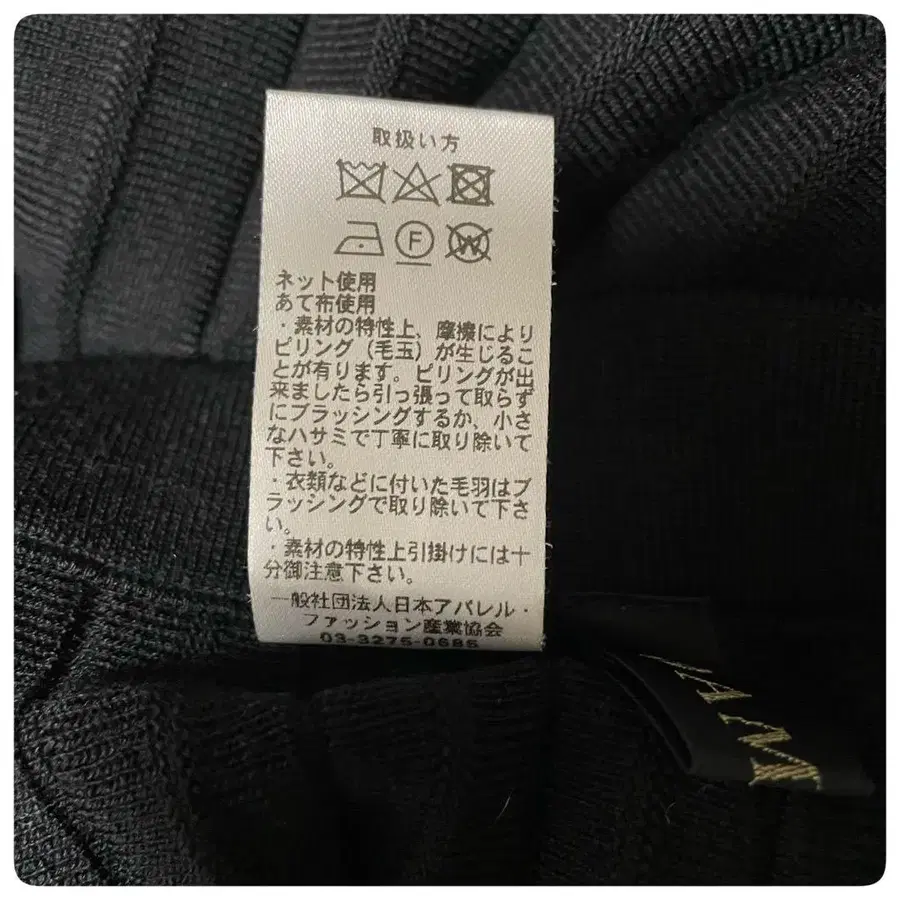 取扱い方
F W
ネット使用
あて布使用
・素材の特性上、摩擦により
ピリング（毛玉）が生じるこ
とが有ります。ピリングが出
来ましたら引っ張って取らず
にブラッシングするか、小さ
なハサミで丁寧に取り除いて
下さい。
・衣類などに付いた毛羽はブ
ラッシングで取り除いて下さ
い。
・素材の特性上引掛けには十
分御注意下さい。
一般社団法人日本アパレル・
ファッション産業協会
03-3275-0685